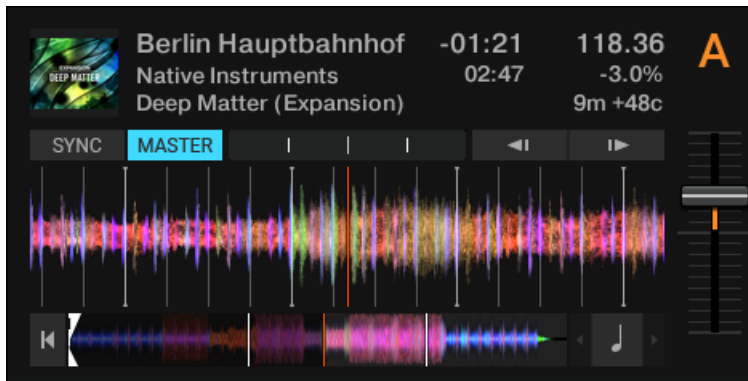 Berlin Hauptbahnhof -01:21 118.36 A
Native Instruments 02:47 -3.0%
Deep Matter (Expansion) 9m +48c
EXPANSION
DEEP MATTER
SYNC MASTER